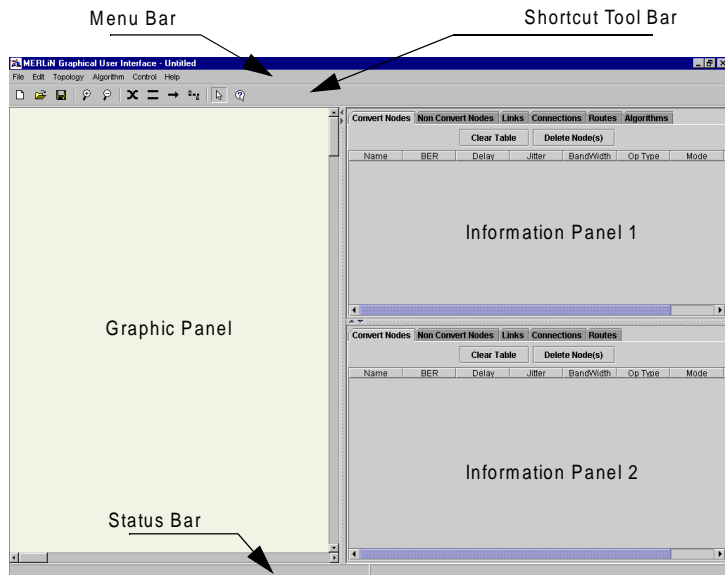 Menu Bar
Shortcut Tool Bar
MERLiN Graphical User Interface - Untitled
File Edit Topology Algorithm Control Help
Convert Nodes Non Convert Nodes Links Connections Routes Algorithms
Clear Table Delete Node(s)
Name BER Delay Jitter BandWidth Op Type Mode
Information Panel 1
Graphic Panel
Convert Nodes Non Convert Nodes Links Connections Routes
Clear Table Delete Node(s)
Name BER Delay Jitter BandWidth Op Type Mode
Information Panel 2
Status Bar